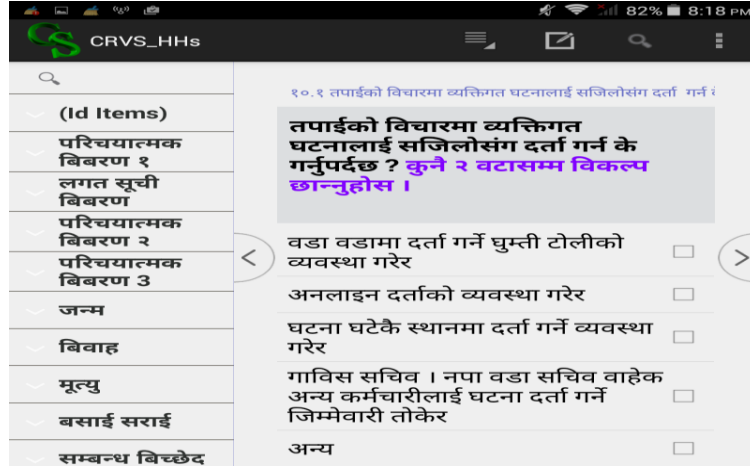 82% 8:18 PM
CRVS_HHs
(Id Items)
परिचयात्मक
बिबरण १
लगत सूची
बिबरण
परिचयात्मक
बिबरण २
परिचयात्मक
बिबरण 3
जन्म
बिवाह
मृत्यु
बसाई सराई
सम्बन्ध बिच्छेद
१०.१ तपाईको विचारमा व्यक्तिगत घटनालाई सजिलोसंग दर्ता गर्न
तपाईको विचारमा व्यक्तिगत
घटनालाई सजिलोसंग दर्ता गर्न के
गर्नुपर्दछ ? कुनै २ वटासम्म विकल्प
छान्नुहोस ।
वडा वडामा दर्ता गर्ने घुम्ती टोलीको
व्यवस्था गरेर
अनलाइन दर्ताको व्यवस्था गरेर
घटना घटेकै स्थानमा दर्ता गर्ने व्यवस्था
गरेर
गाविस सचिव । नपा वडा सचिव वाहेक
अन्य कर्मचारीलाई घटना दर्ता गर्ने
जिम्मेवारी तोकेर
अन्य